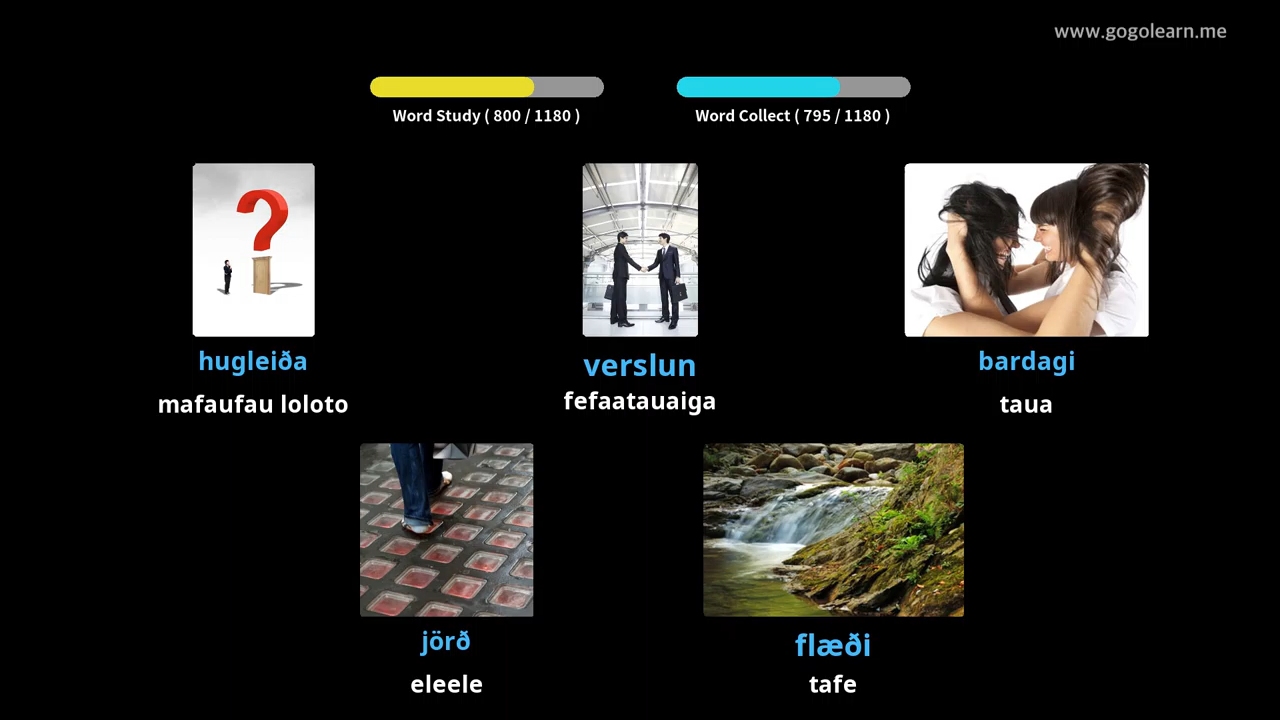 www.gogolearn.me
Word Study ( 800 / 1180 )
Word Collect ( 795 / 1180 )
hugleiða
mafaufau loloto
verslun
fefaatauaiga
bardagi
taua
jörð
eleele
flæði
tafe